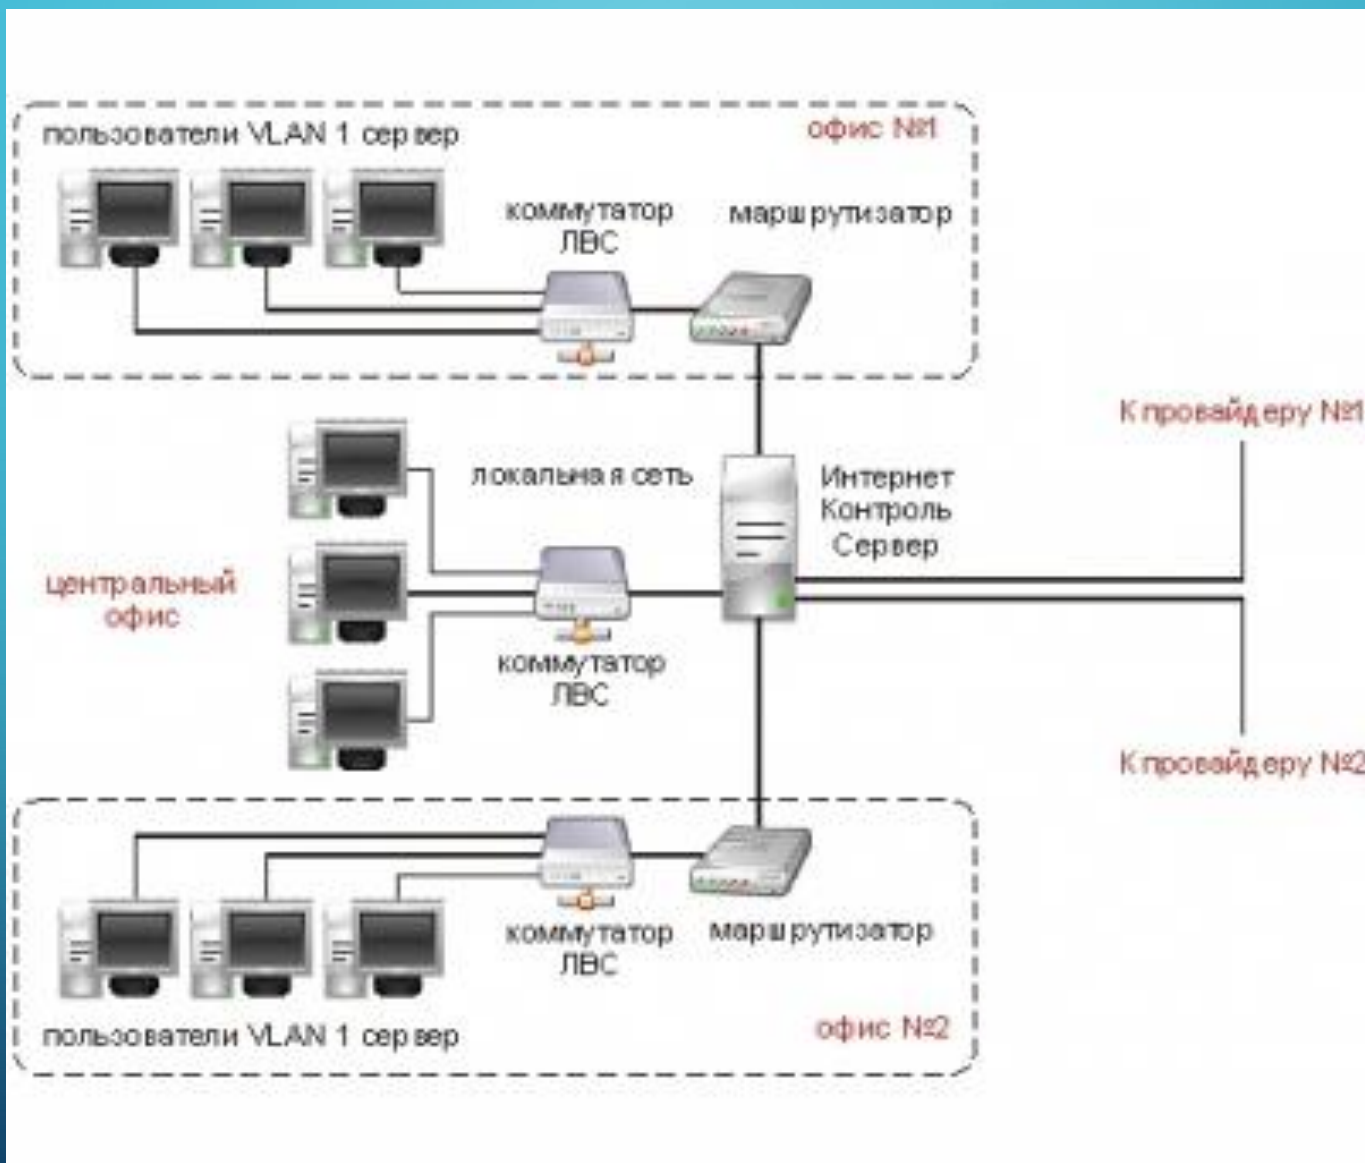 пользователи VLAN 1 сервер
офис №1
коммутатор
ЛВС
маршрутизатор
К провайдеру №1
локальная сеть
Интернет
Контроль
Сервер
центральный
офис
коммутатор
ЛВС
К провайдеру №2
коммутатор
ЛВС
маршрутизатор
пользователи VLAN 1 сервер
офис №2